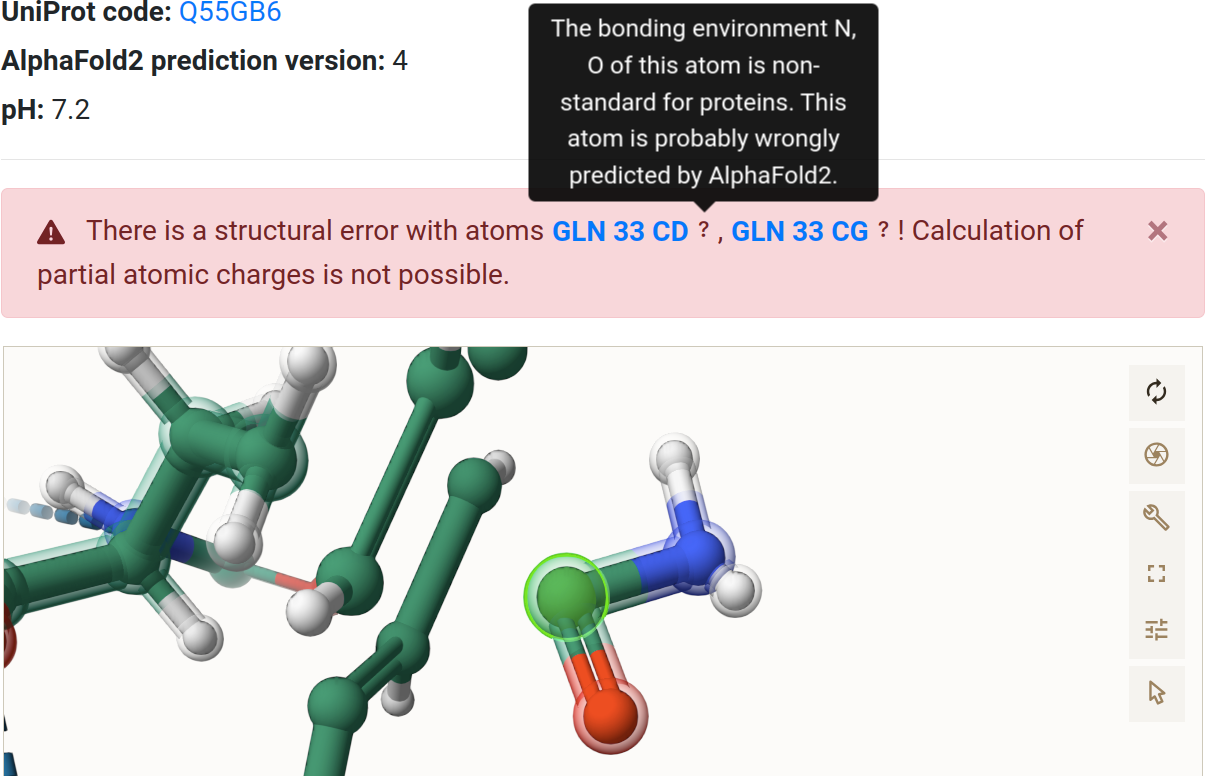 UniProt code: Q55GB6
AlphaFold2 prediction version: 4
pH: 7.2
The bonding environment N,
O of this atom is non-
standard for proteins. This
atom is probably wrongly
predicted by AlphaFold2.
There is a structural error with atoms GLN 33 CD ? , GLN 33 CG ? ! Calculation of
partial atomic charges is not possible.